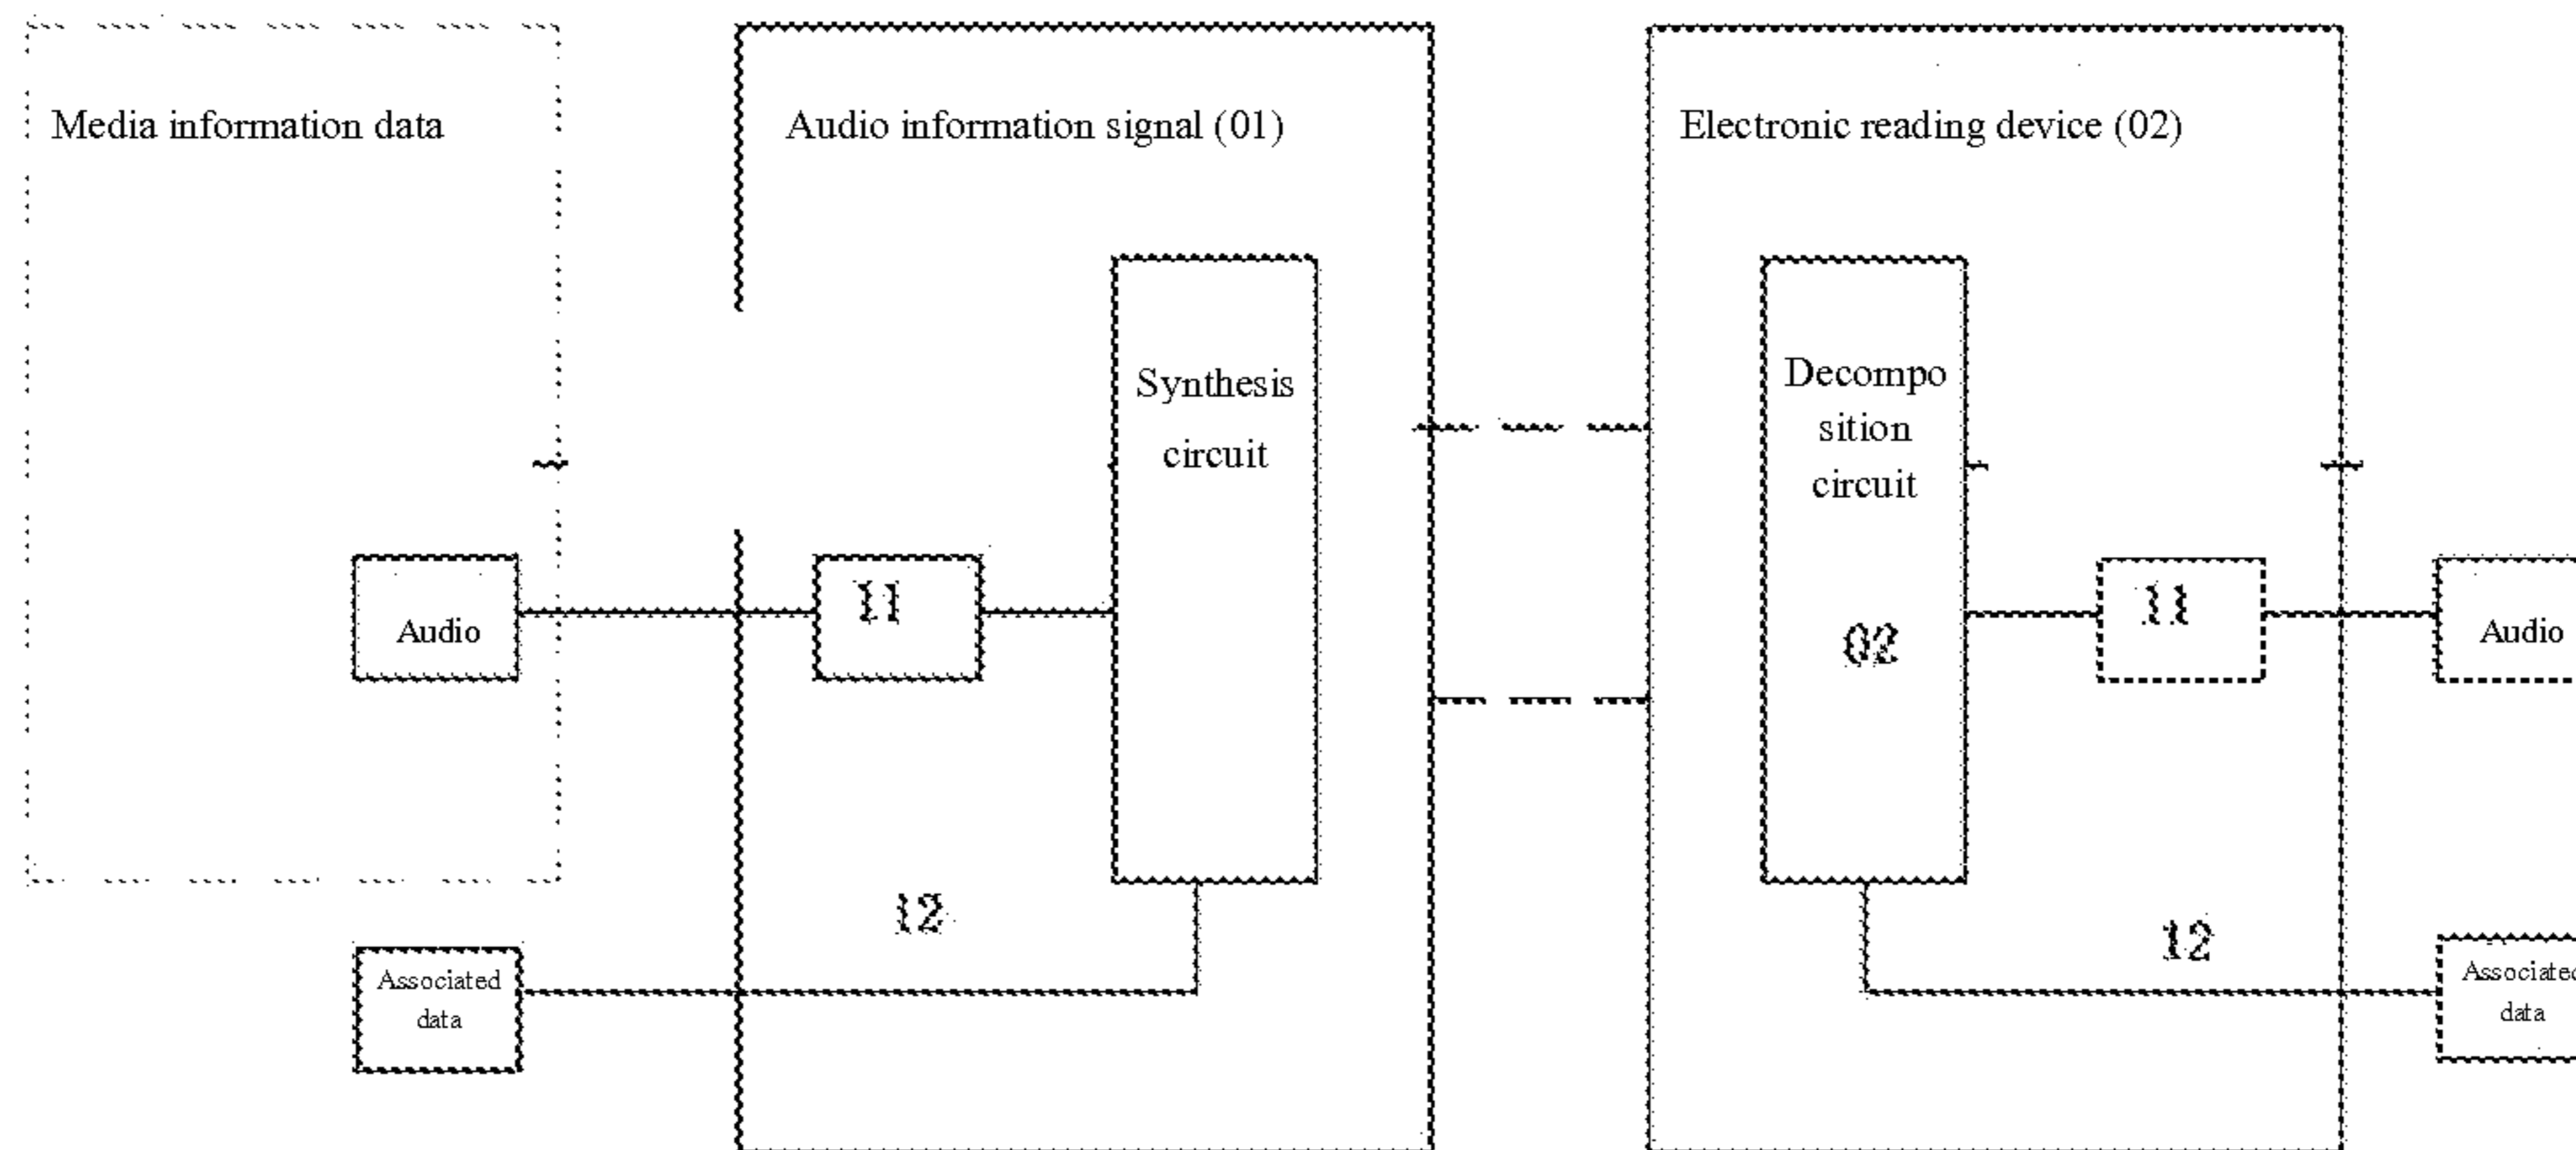 Media information data
Audio information signal (01)
Electronic reading device (02)
Synthesis
circuit
Decompo
sition
circuit
02
Audio
11
11
Audio
12
12
Associated
data
Associated
data